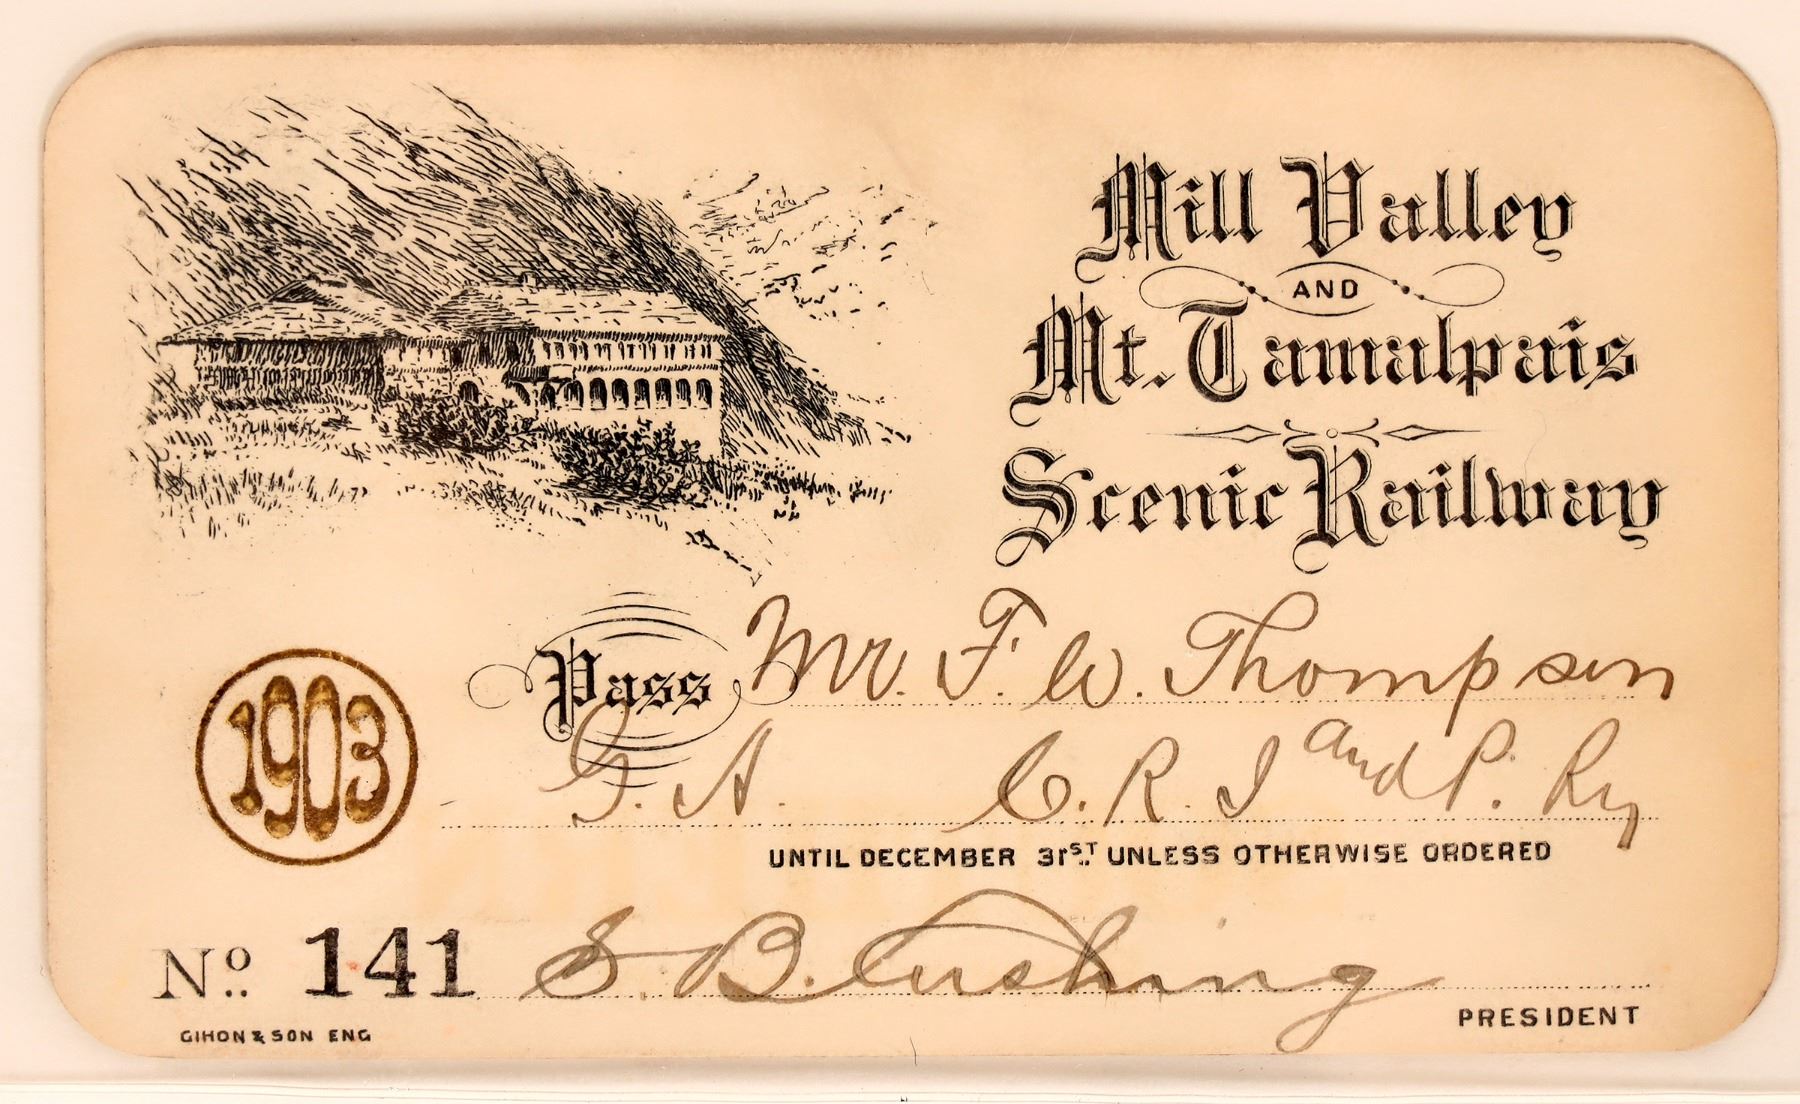 Mill Valley
AND
Mt. Tamalpais
Scenic Railway
Pass Mr. F. W. Thompson
1903
G. A. C. R. I and P. Ry
UNTIL DECEMBER 31ST UNLESS OTHERWISE ORDERED
No. 141 S. B. Cushing
PRESIDENT
GIHON & SON ENG